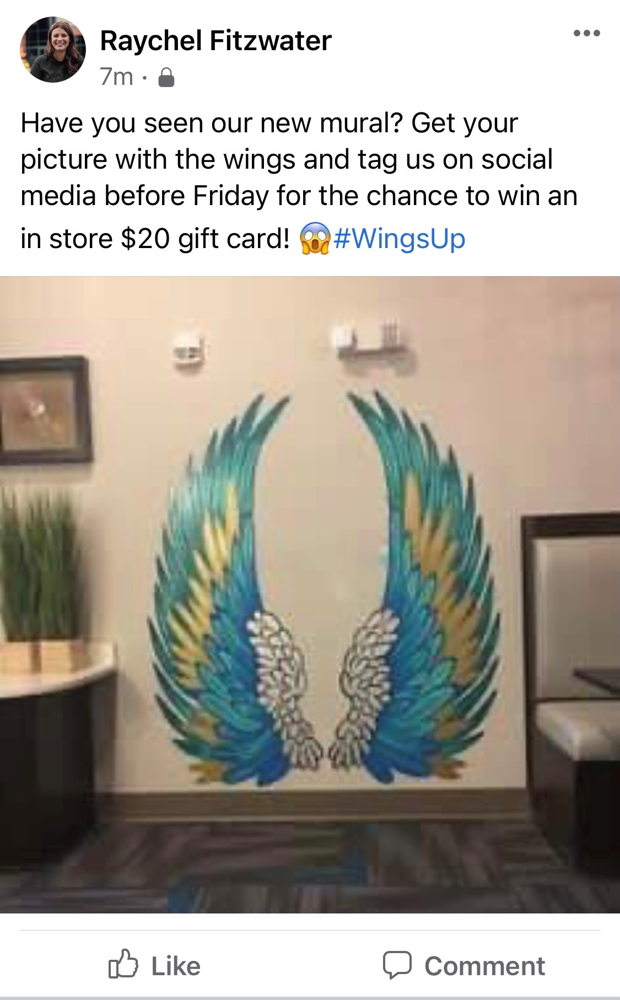 Raychel Fitzwater
7m ·
Have you seen our new mural? Get your
picture with the wings and tag us on social
media before Friday for the chance to win an
in store $20 gift card! 😱#WingsUp
Like
Comment